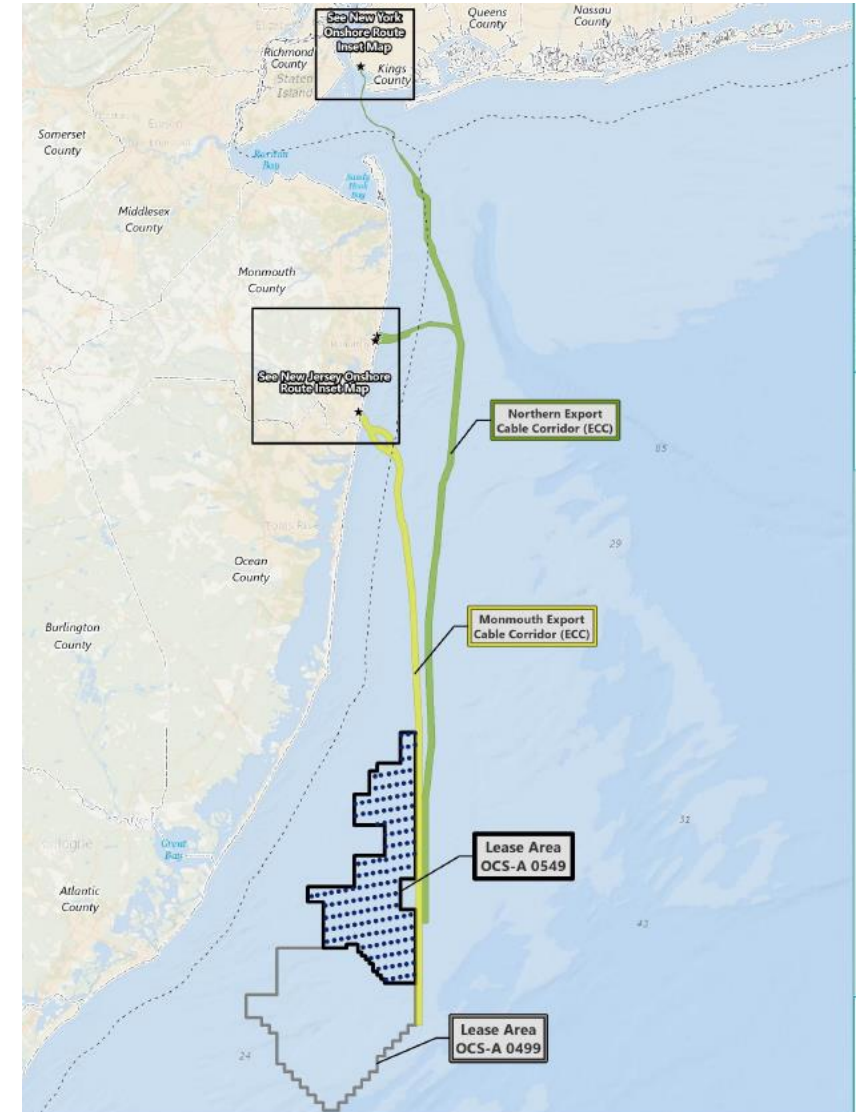 See New York
Onshore Route
Inset Map
Queens
County
Nassau
County
Richmond
County
Staten
Island
Kings
County
Somerset
County
Raritan
Bay
Sandy
Hook
Bay
Middlesex
County
Monmouth
County
See New Jersey Onshore
Route Inset Map
Northern Export
Cable Corridor (ECC)
85
29
Toms River
Ocean
County
Monmouth Export
Cable Corridor (ECC)
Burlington
County
31
Great
Bay
Lease Area
OCS-A 0549
Atlantic
County
43
Lease Area
OCS-A 0499
24